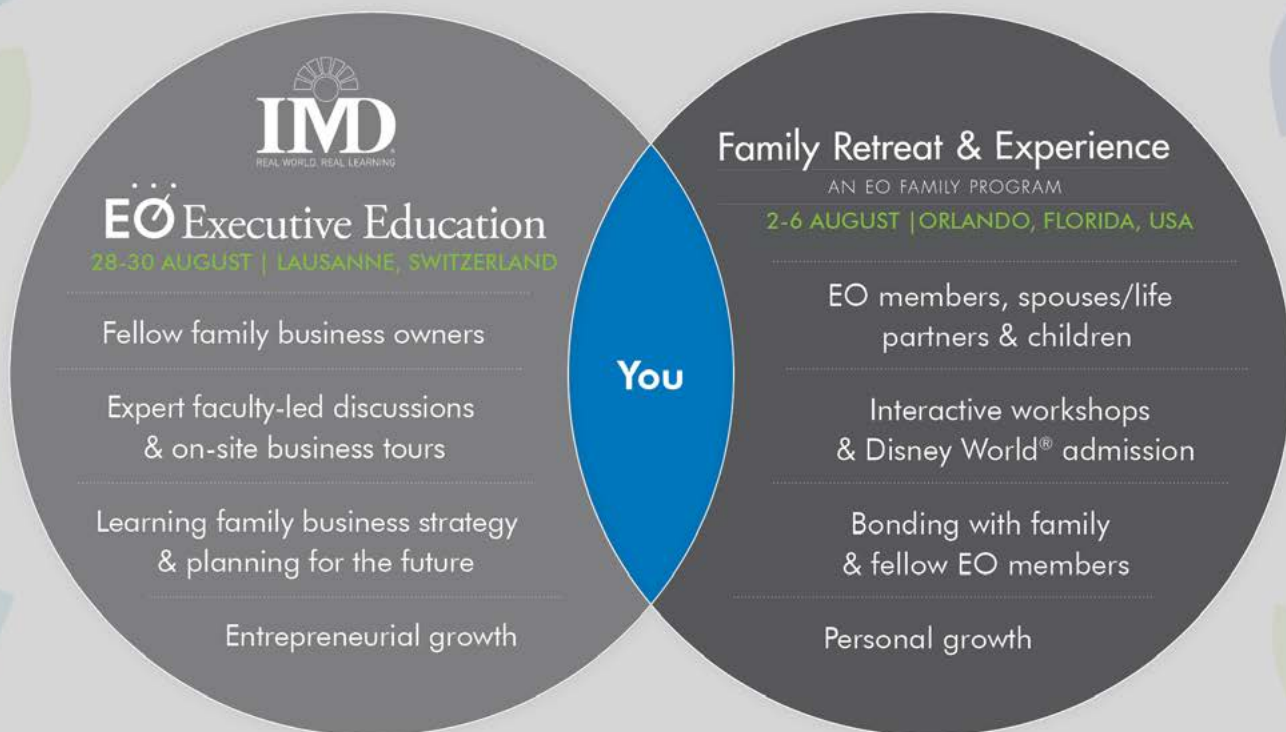 IMD
REAL WORLD. REAL LEARNING
EO Executive Education
28-30 AUGUST | LAUSANNE, SWITZERLAND
Fellow family business owners
Expert faculty-led discussions
& on-site business tours
Learning family business strategy
& planning for the future
Entrepreneurial growth
You
Family Retreat & Experience
AN EO FAMILY PROGRAM
2-6 AUGUST |ORLANDO, FLORIDA, USA
EO members, spouses/life
partners & children
Interactive workshops
& Disney World® admission
Bonding with family
& fellow EO members
Personal growth